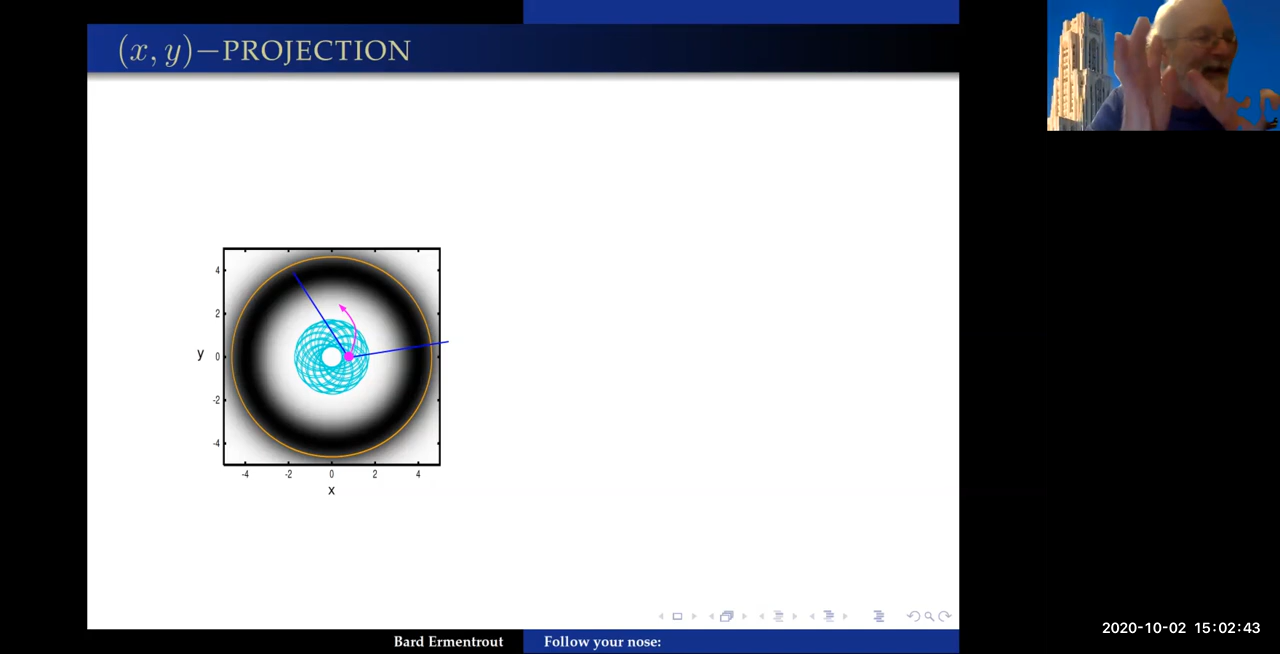 (x, y)−PROJECTION
4
2
y 0
-2
-4
-4 -2 0 2 4
x
Bard Ermentrout Follow your nose:
2020-10-02 15:02:43